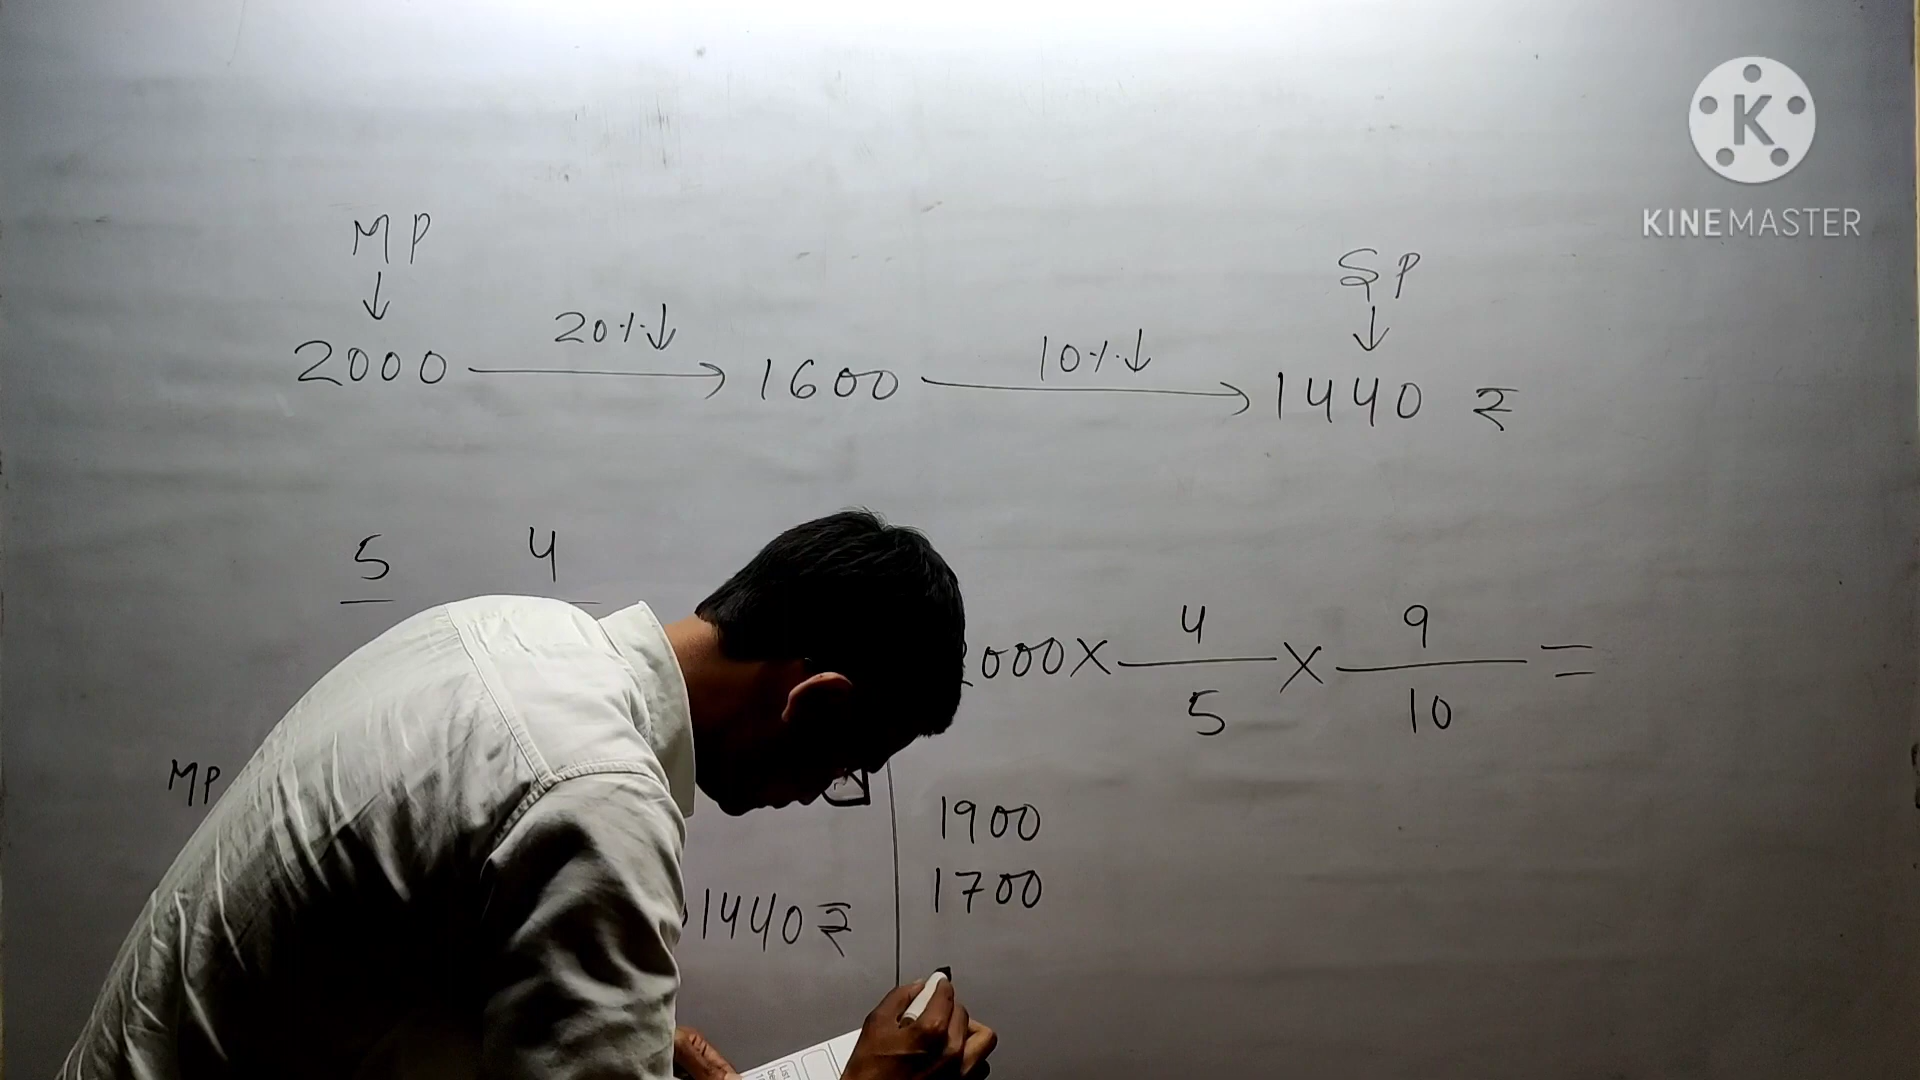 MP
↓
2000 20%↓ → 1600 10%↓ → 1440 ₹
SP
↓
5 4
2000 × 4/5 × 9/10 =
MP
1900
1700
1440 ₹
K
KINEMASTER